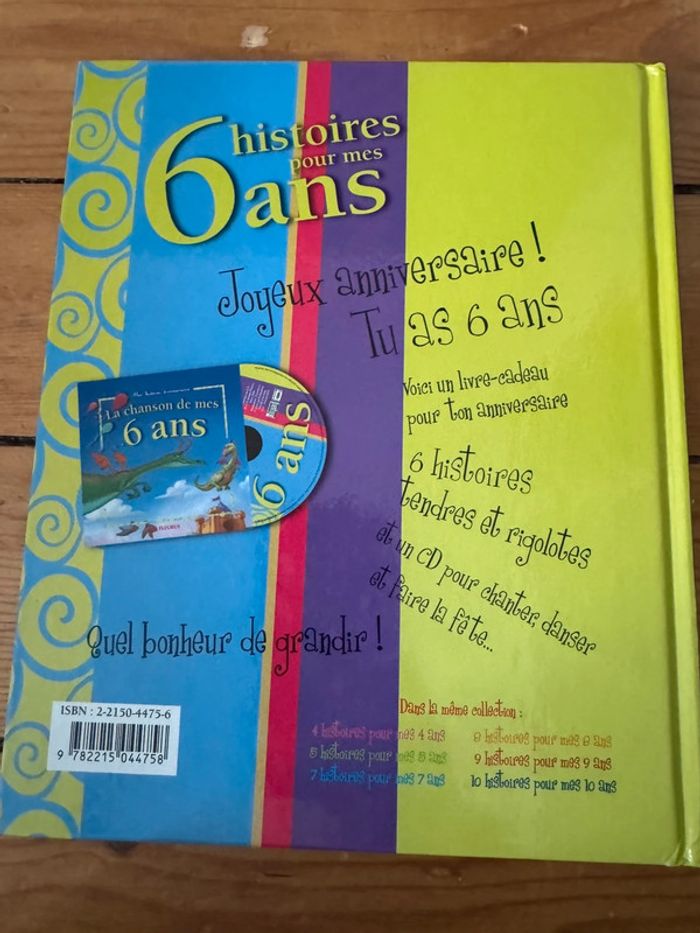 6 histoires
pour mes
6 ans
Joyeux anniversaire !
Tu as 6 ans
Voici un livre-cadeau
pour ton anniversaire
La chanson de mes
6 ans
FLEURUS
6 ans
6 histoires
tendres et rigolotes
et un CD pour chanter, danser
et faire la fête...
Quel bonheur de grandir !
ISBN : 2-2150-4475-6
9 782215 044758
Dans la même collection :
4 histoires pour mes 4 ans
5 histoires pour mes 5 ans
7 histoires pour mes 7 ans
8 histoires pour mes 8 ans
9 histoires pour mes 9 ans
10 histoires pour mes 10 ans